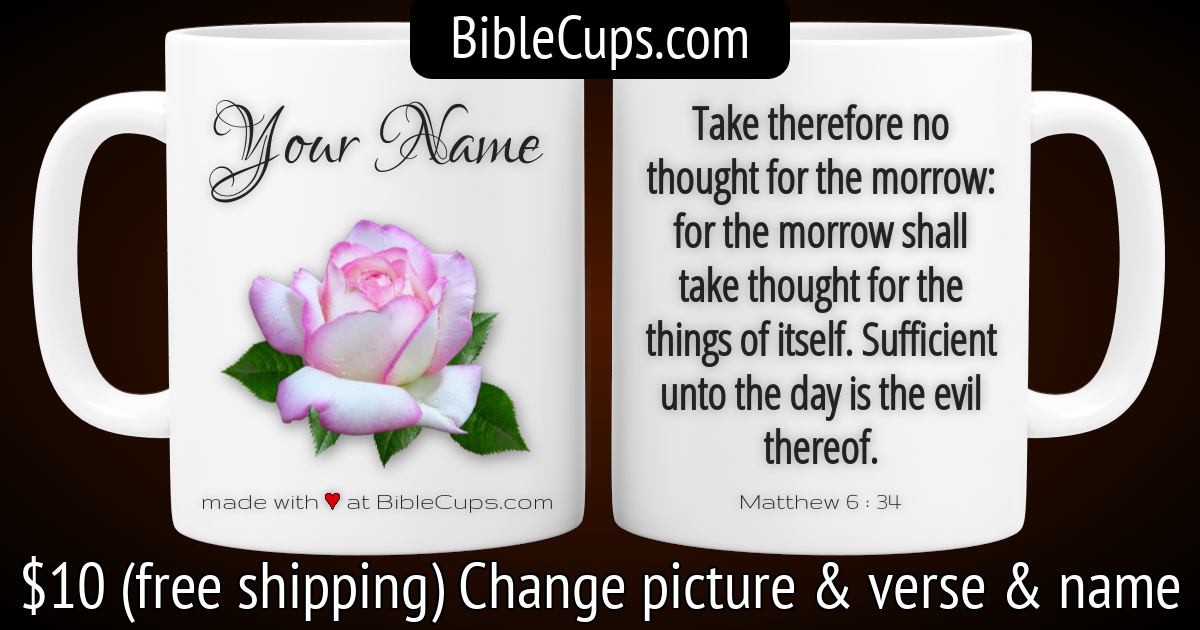 BibleCups.com
Your Name
made with ♥ at BibleCups.com
Take therefore no
thought for the morrow:
for the morrow shall
take thought for the
things of itself. Sufficient
unto the day is the evil
thereof.
Matthew 6 : 34
$10 (free shipping) Change picture & verse & name